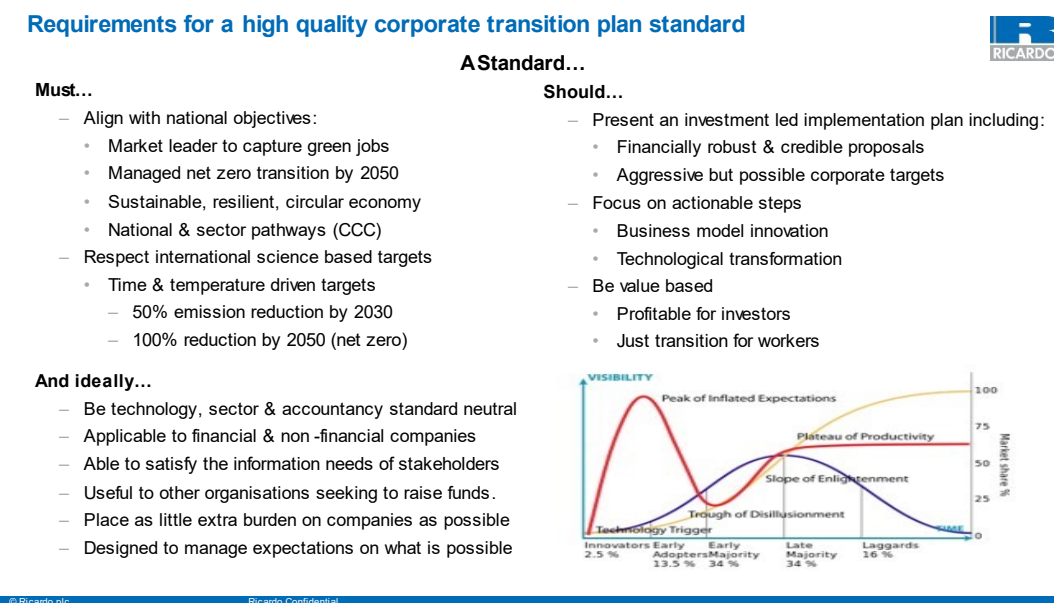 Requirements for a high quality corporate transition plan standard
RICARDO
A Standard…
Must…
– Align with national objectives:
• Market leader to capture green jobs
• Managed net zero transition by 2050
• Sustainable, resilient, circular economy
• National & sector pathways (CCC)
– Respect international science based targets
• Time & temperature driven targets
– 50% emission reduction by 2030
– 100% reduction by 2050 (net zero)
And ideally…
– Be technology, sector & accountancy standard neutral
– Applicable to financial & non -financial companies
– Able to satisfy the information needs of stakeholders
– Useful to other organisations seeking to raise funds.
– Place as little extra burden on companies as possible
– Designed to manage expectations on what is possible
Should…
– Present an investment led implementation plan including:
• Financially robust & credible proposals
• Aggressive but possible corporate targets
– Focus on actionable steps
• Business model innovation
• Technological transformation
– Be value based
• Profitable for investors
• Just transition for workers
VISIBILITY
Peak of Inflated Expectations
Plateau of Productivity
Slope of Enlightenment
Trough of Disillusionment
Technology Trigger
TIME
100
75
50
25
0
Market share %
Innovators
2.5 %
Early
Adopters
13.5 %
Early
Majority
34 %
Late
Majority
34 %
Laggards
16 %
© Ricardo plc
Ricardo Confidential